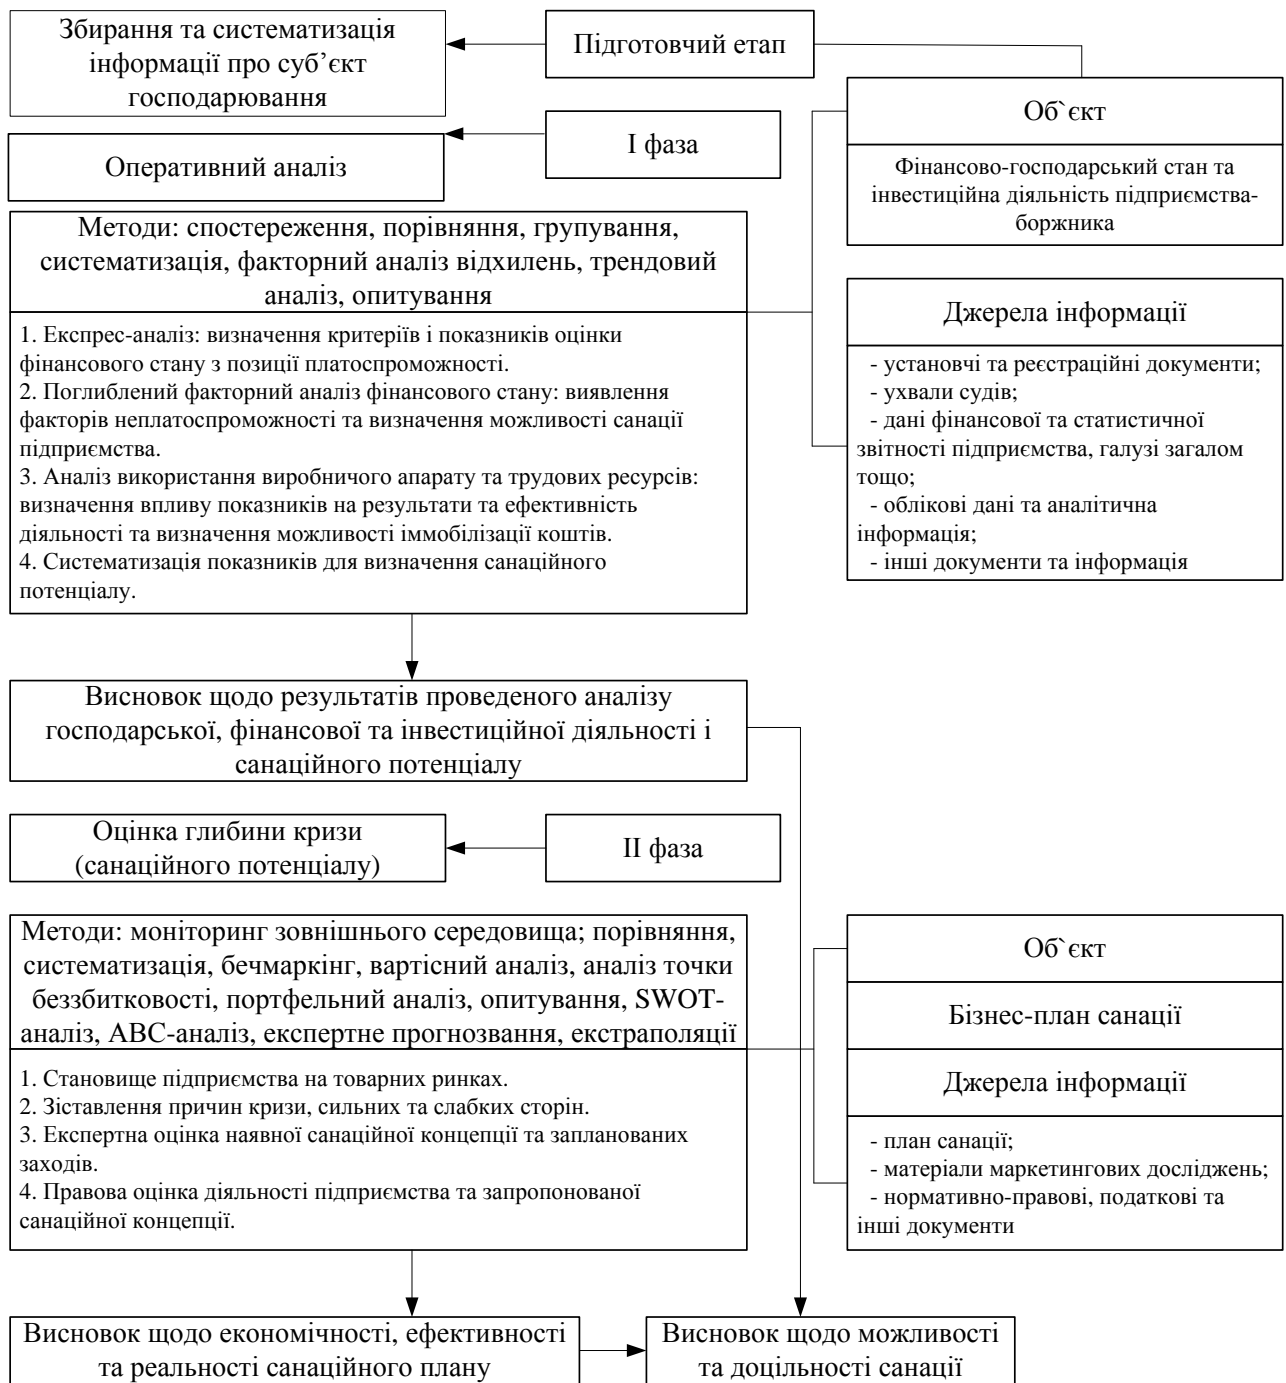 Збирання та систематизація
інформації про суб’єкт
господарювання
Підготовчий етап
Оперативний аналіз
І фаза
Об`єкт
Фінансово-господарський стан та
інвестиційна діяльність підприємства-
боржника
Методи: спостереження, порівняння, групування,
систематизація, факторний аналіз відхилень, трендовий
аналіз, опитування
1. Експрес-аналіз: визначення критеріїв і показників оцінки
фінансового стану з позиції платоспроможності.
2. Поглиблений факторний аналіз фінансового стану: виявлення
факторів неплатоспроможності та визначення можливості санації
підприємства.
3. Аналіз використання виробничого апарату та трудових ресурсів:
визначення впливу показників на результати та ефективність
діяльності та визначення можливості іммобілізації коштів.
4. Систематизація показників для визначення санаційного
потенціалу.
Джерела інформації
- установчі та реєстраційні документи;
- ухвали судів;
- дані фінансової та статистичної
звітності підприємства, галузі загалом
тощо;
- облікові дані та аналітична
інформація;
- інші документи та інформація
Висновок щодо результатів проведеного аналізу
господарської, фінансової та інвестиційної діяльності і
санаційного потенціалу
Оцінка глибини кризи
(санаційного потенціалу)
ІІ фаза
Методи: моніторинг зовнішнього середовища; порівняння,
систематизація, бечмаркінг, вартісний аналіз, аналіз точки
беззбитковості, портфельний аналіз, опитування, SWOT-
аналіз, АВС-аналіз, експертне прогнозвання, екстраполяції
1. Становище підприємства на товарних ринках.
2. Зіставлення причин кризи, сильних та слабких сторін.
3. Експертна оцінка наявної санаційної концепції та запланованих
заходів.
4. Правова оцінка діяльності підприємства та запропонованої
санаційної концепції.
Об`єкт
Бізнес-план санації
Джерела інформації
- план санації;
- матеріали маркетингових досліджень;
- нормативно-правові, податкові та
інші документи
Висновок щодо економічності, ефективності
та реальності санаційного плану
Висновок щодо можливості
та доцільності санації